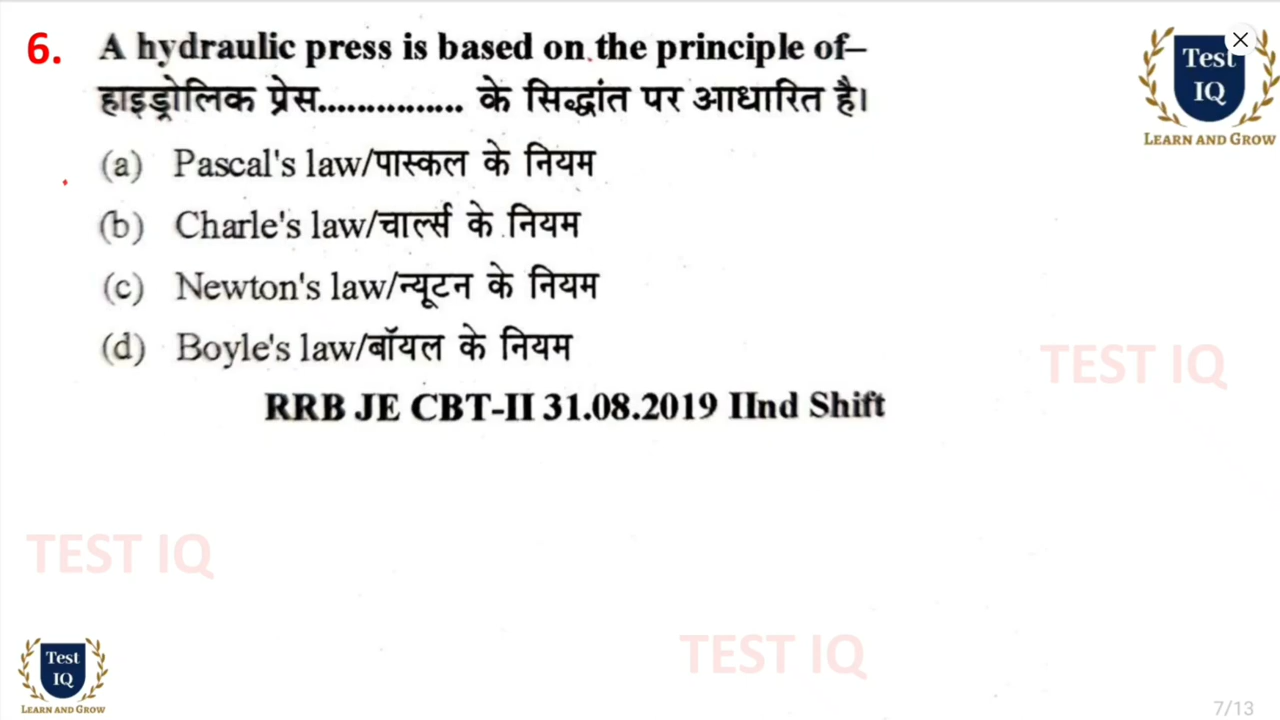 6. A hydraulic press is based on the principle of–
हाइड्रोलिक प्रेस............... के सिद्धांत पर आधारित है।
(a) Pascal's law/पास्कल के नियम
(b) Charle's law/चार्ल्स के नियम
(c) Newton's law/न्यूटन के नियम
(d) Boyle's law/बॉयल के नियम
RRB JE CBT-II 31.08.2019 IInd Shift
Test
IQ
LEARN AND GROW
TEST IQ
TEST IQ
TEST IQ
Test
IQ
LEARN AND GROW
7/13